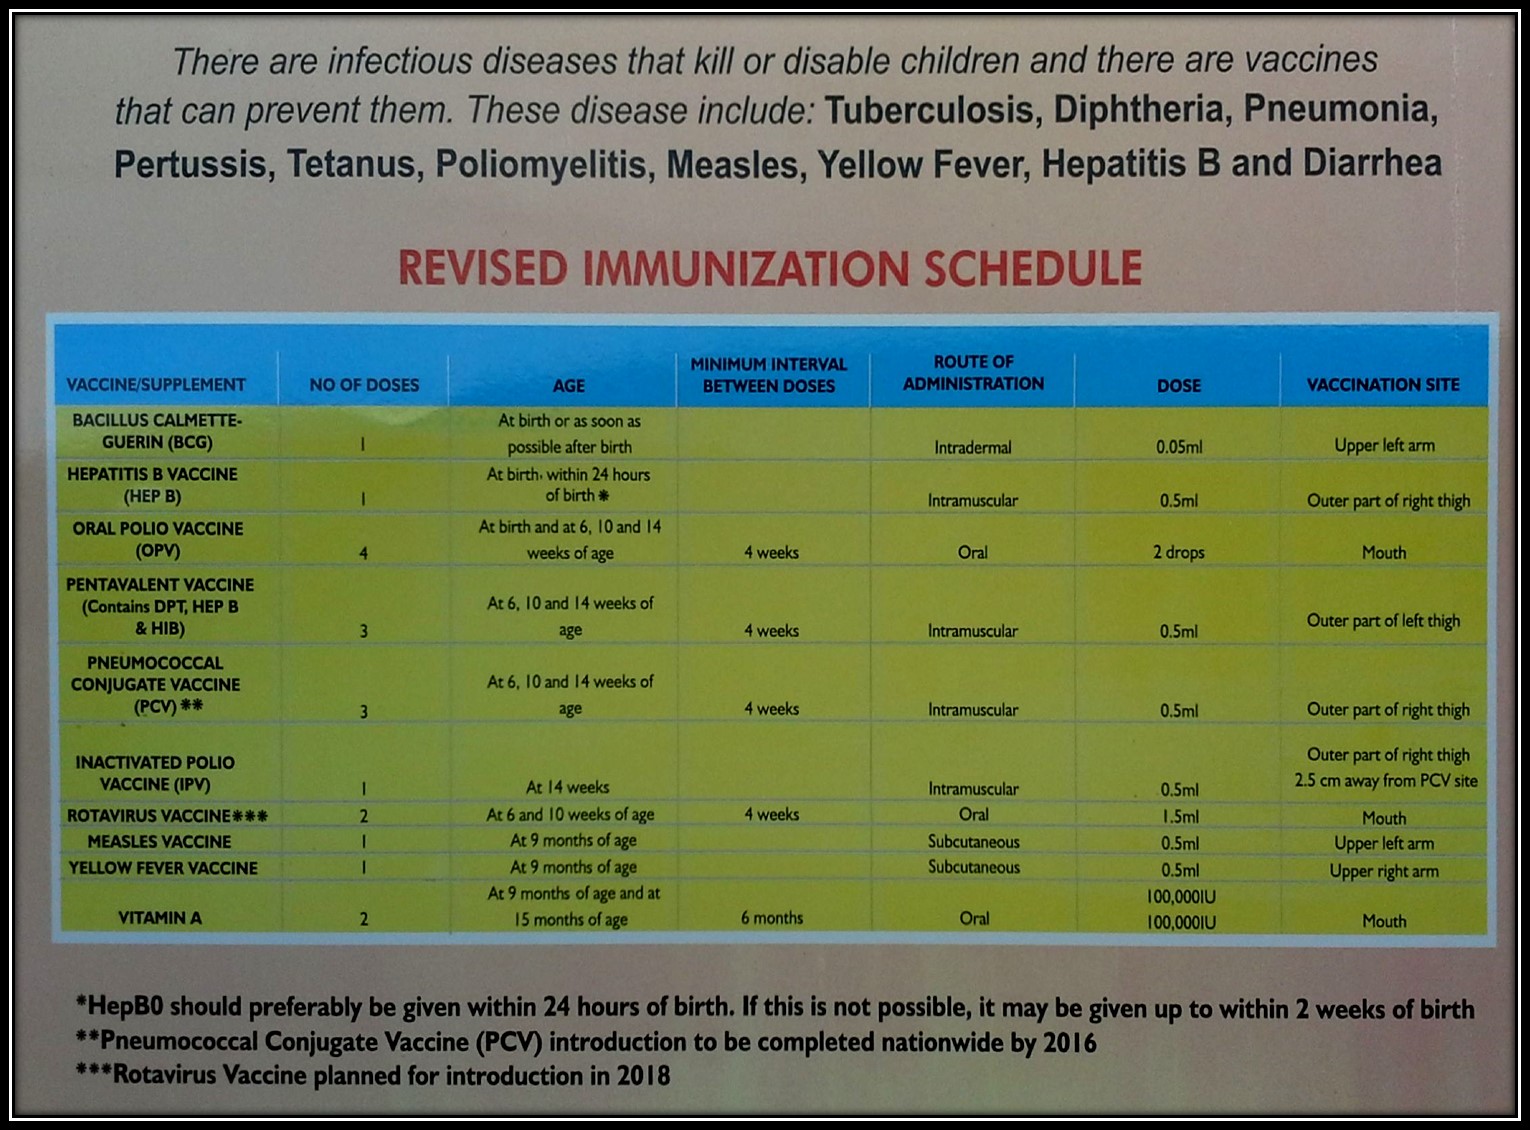 There are infectious diseases that kill or disable children and there are vaccines
that can prevent them. These disease include: Tuberculosis, Diphtheria, Pneumonia,
Pertussis, Tetanus, Poliomyelitis, Measles, Yellow Fever, Hepatitis B and Diarrhea
REVISED IMMUNIZATION SCHEDULE
VACCINE/SUPPLEMENT NO OF DOSES AGE MINIMUM INTERVAL BETWEEN DOSES ROUTE OF ADMINISTRATION DOSE VACCINATION SITE
BACILLUS CALMETTE-GUERIN (BCG) 1 At birth or as soon as possible after birth Intradermal 0.05ml Upper left arm
HEPATITIS B VACCINE (HEP B) 1 At birth, within 24 hours of birth * Intramuscular 0.5ml Outer part of right thigh
ORAL POLIO VACCINE (OPV) 4 At birth and at 6, 10 and 14 weeks of age 4 weeks Oral 2 drops Mouth
PENTAVALENT VACCINE (Contains DPT, HEP B & HIB) 3 At 6, 10 and 14 weeks of age 4 weeks Intramuscular 0.5ml Outer part of left thigh
PNEUMOCOCCAL CONJUGATE VACCINE (PCV) ** 3 At 6, 10 and 14 weeks of age 4 weeks Intramuscular 0.5ml Outer part of right thigh
INACTIVATED POLIO VACCINE (IPV) 1 At 14 weeks Intramuscular 0.5ml Outer part of right thigh 2.5 cm away from PCV site
ROTAVIRUS VACCINE*** 2 At 6 and 10 weeks of age 4 weeks Oral 1.5ml Mouth
MEASLES VACCINE 1 At 9 months of age Subcutaneous 0.5ml Upper left arm
YELLOW FEVER VACCINE 1 At 9 months of age Subcutaneous 0.5ml Upper right arm
VITAMIN A 2 At 9 months of age and at 15 months of age 6 months Oral 100,000IU 100,000IU Mouth
*HepB0 should preferably be given within 24 hours of birth. If this is not possible, it may be given up to within 2 weeks of birth
**Pneumococcal Conjugate Vaccine (PCV) introduction to be completed nationwide by 2016
***Rotavirus Vaccine planned for introduction in 2018